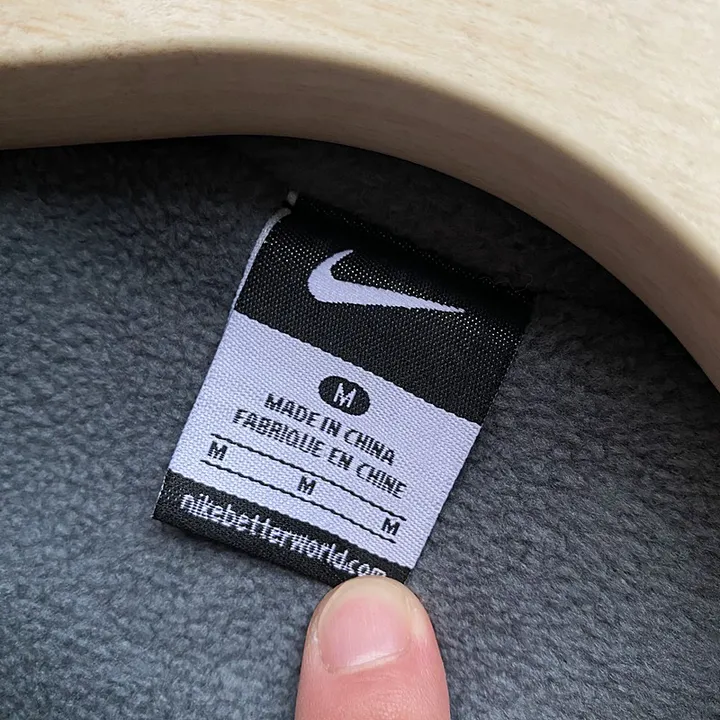 M
MADE IN CHINA
FABRIQUE EN CHINE
M M M
nikebetterworld.com